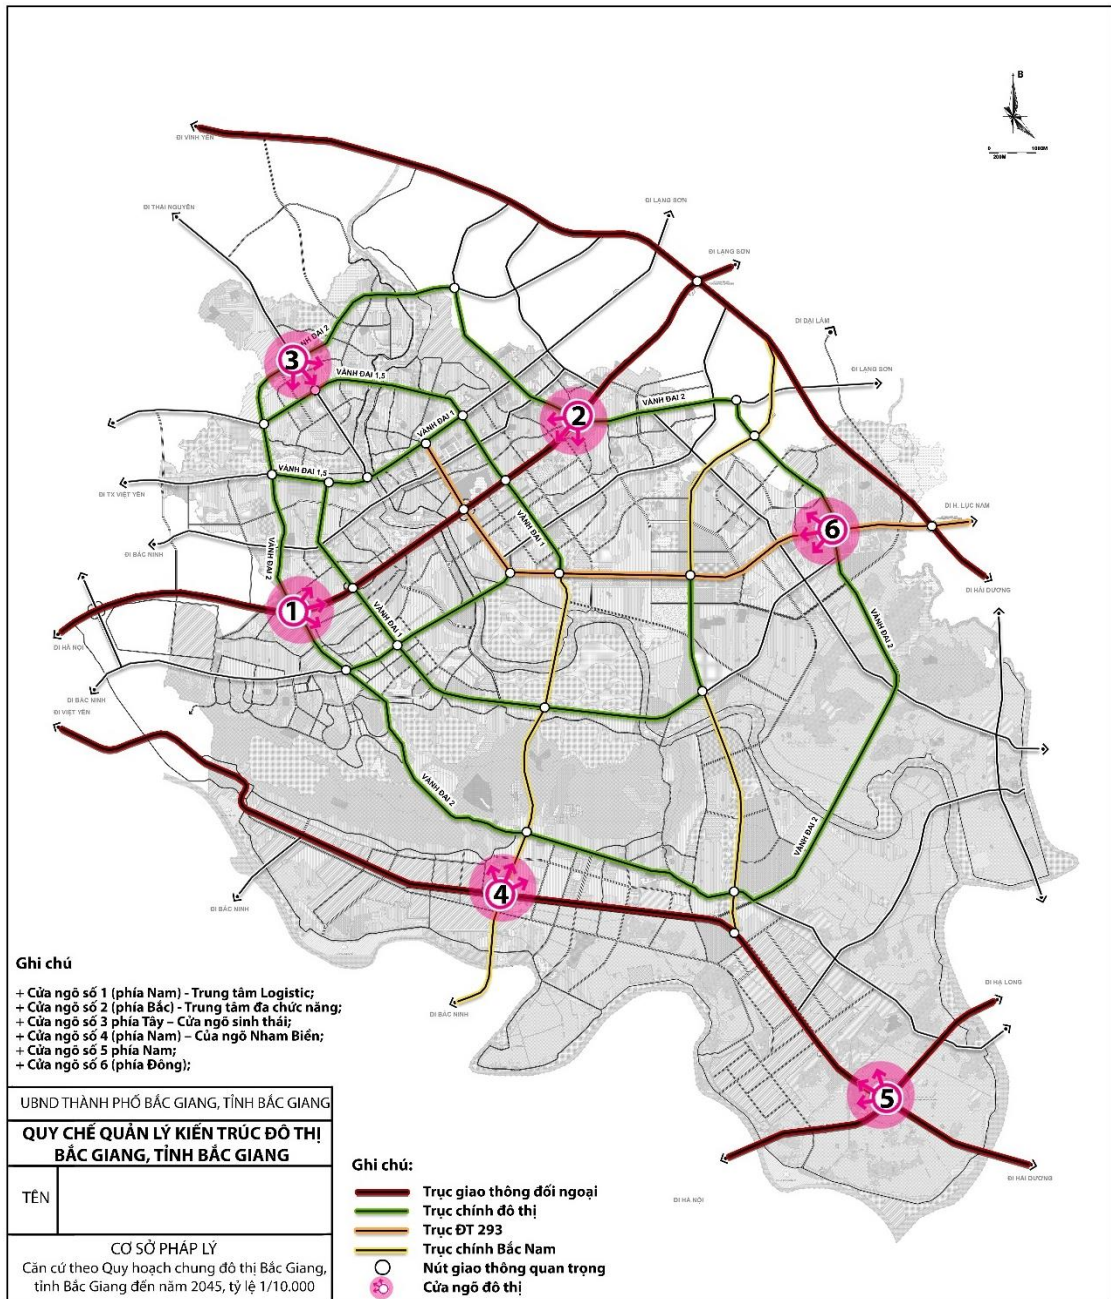 B
0
200M
1000M
ĐI VĨNH YÊN
ĐI THÁI NGUYÊN
ĐI LẠNG SƠN
ĐI LẠNG SƠN
ĐI DẠI LÂM
ĐI LẠNG SƠN
VÀNH ĐAI 2
3
VÀNH ĐAI 1,5
VÀNH ĐAI 1
2
VÀNH ĐAI 2
VÀNH ĐAI 1,5
ĐI TX VIỆT YÊN
VÀNH ĐAI 1
6
ĐI H. LỤC NAM
ĐI BẮC NINH
VÀNH ĐAI 2
ĐI HẢI DƯƠNG
1
VÀNH ĐAI 1
VÀNH ĐAI 2
ĐI HÀ NỘI
ĐI BẮC NINH
ĐI VIỆT YÊN
VÀNH ĐAI 2
VÀNH ĐAI 2
4
ĐI BẮC NINH
ĐI BẮC NINH
ĐI HẠ LONG
5
ĐI HẢI DƯƠNG
ĐI HÀ NỘI
Ghi chú
+ Cửa ngõ số 1 (phía Nam) - Trung tâm Logistic;
+ Cửa ngõ số 2 (phía Bắc) - Trung tâm đa chức năng;
+ Cửa ngõ số 3 phía Tây – Cửa ngõ sinh thái;
+ Cửa ngõ số 4 (phía Nam) – Của ngõ Nham Biền;
+ Cửa ngõ số 5 phía Nam;
+ Cửa ngõ số 6 (phía Đông);
UBND THÀNH PHỐ BẮC GIANG, TỈNH BẮC GIANG
QUY CHẾ QUẢN LÝ KIẾN TRÚC ĐÔ THỊ
BẮC GIANG, TỈNH BẮC GIANG
TÊN
CƠ SỞ PHÁP LÝ
Căn cứ theo Quy hoạch chung đô thị Bắc Giang,
tỉnh Bắc Giang đến năm 2045, tỷ lệ 1/10.000
Ghi chú:
Trục giao thông đối ngoại
Trục chính đô thị
Trục ĐT 293
Trục chính Bắc Nam
Nút giao thông quan trọng
Cửa ngõ đô thị